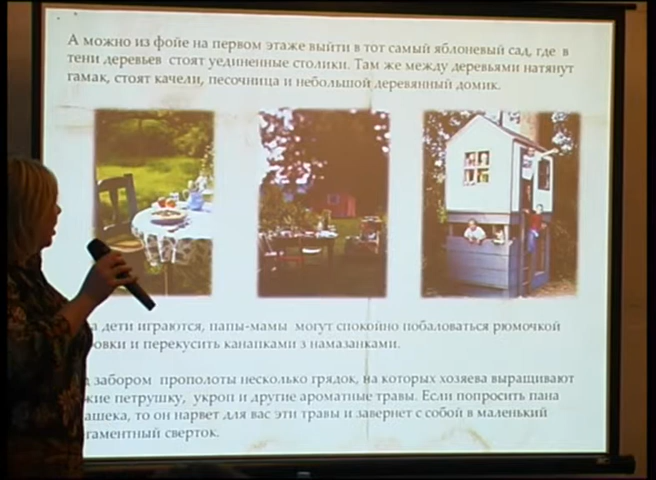 А можно из фойе на первом этаже выйти в тот самый яблоневый сад, где в
тени деревьев стоят уединенные столики. Там же между деревьями натянут
гамак, стоят качели, песочница и небольшой деревянный домик.
дети играются, папы-мамы могут спокойно побаловаться рюмочкой
и перекусить канапками з намазанками.
забором прополоты несколько грядок, на которых хозяева выращивают
петрушку, укроп и другие ароматные травы. Если попросить пана
то он нарвет для вас эти травы и завернет с собой в маленький
сверток.